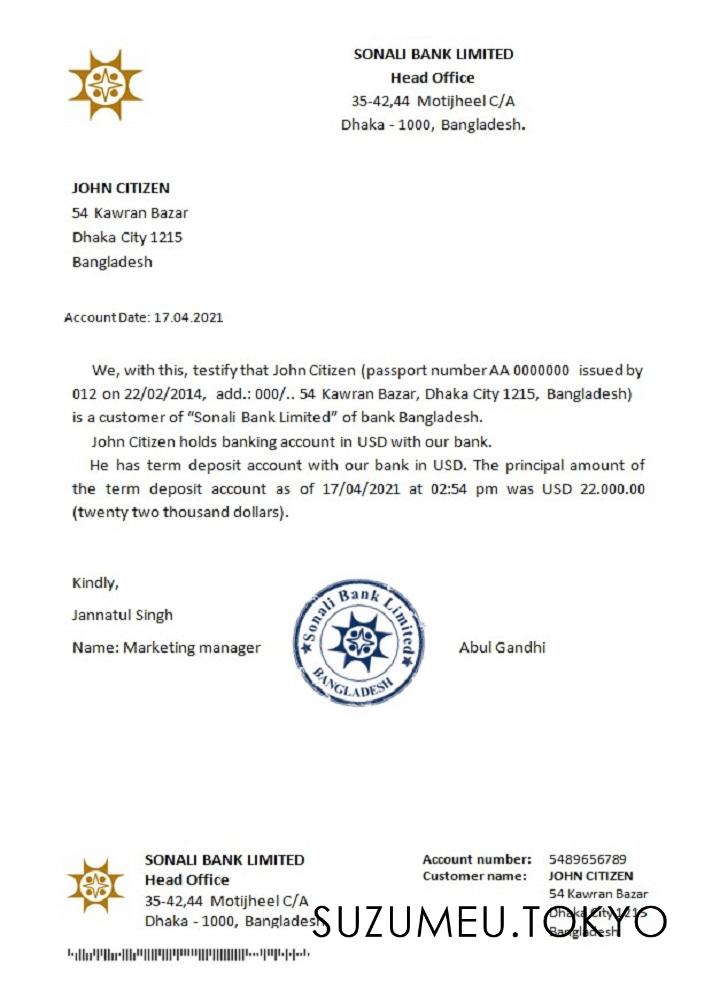 SONALI BANK LIMITED
Head Office
35-42,44 Motijheel C/A
Dhaka - 1000, Bangladesh.
JOHN CITIZEN
54 Kawran Bazar
Dhaka City 1215
Bangladesh
Account Date: 17.04.2021
We, with this, testify that John Citizen (passport number AA 0000000 issued by
012 on 22/02/2014, add.: 000/.. 54 Kawran Bazar, Dhaka City 1215, Bangladesh)
is a customer of “Sonali Bank Limited” of bank Bangladesh.
John Citizen holds banking account in USD with our bank.
He has term deposit account with our bank in USD. The principal amount of
the term deposit account as of 17/04/2021 at 02:54 pm was USD 22.000.00
(twenty two thousand dollars).
Kindly,
Jannatul Singh
Name: Marketing manager
Sonali Bank Limited
BANGLADESH
Abul Gandhi
SONALI BANK LIMITED
Head Office
35-42,44 Motijheel C/A
Dhaka - 1000, Bangladesh
Account number: 5489656789
Customer name: JOHN CITIZEN
54 Kawran Bazar
Dhaka City 1215
Bangladesh
SUZUMEU.TOKYO